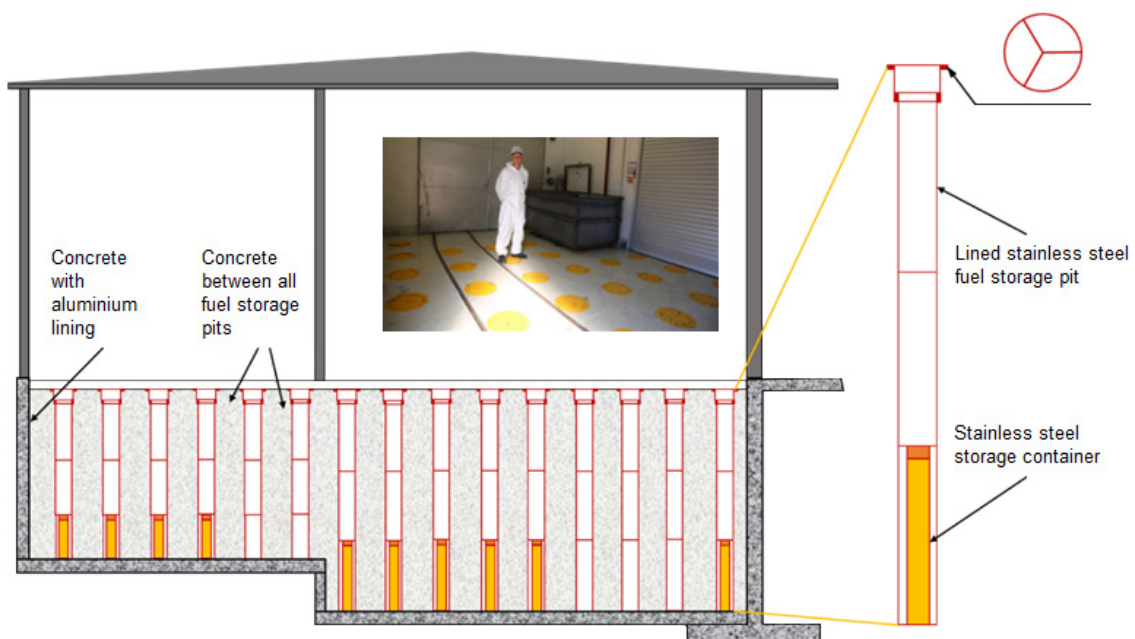 Concrete
with
aluminium
lining
Concrete
between all
fuel storage
pits
Lined stainless steel
fuel storage pit
Stainless steel
storage container